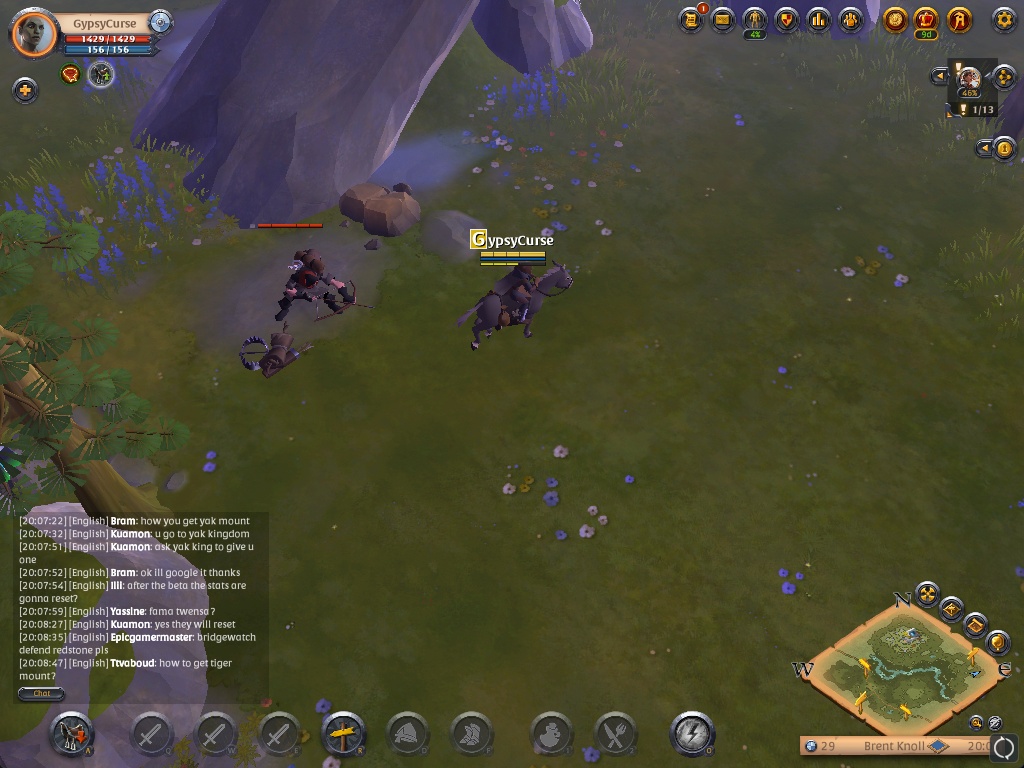 GypsyCurse
1429 / 1429
156 / 156
1
4%
9d
46%
1/13
GypsyCurse
[20:07:22] [English] Bram: how you get yak mount
[20:07:32] [English] Kuamon: u go to yak kingdom
[20:07:51] [English] Kuamon: ask yak king to give u
one
[20:07:52] [English] Bram: ok ill google it thanks
[20:07:54] [English] Illi: after the beta the stats are
gonna reset?
[20:07:59] Yassine: fama twensa ?
[20:08:27] [English] Kuamon: yes they will reset
[20:08:35] [English] Epicgamermaster: bridgewatch
defend redstone pls
[20:08:47] [English] Ttvaboud: how to get tiger
mount?
Chat
N
W
E
A
Q
W
E
R
D
F
29
Brent Knoll
20:0